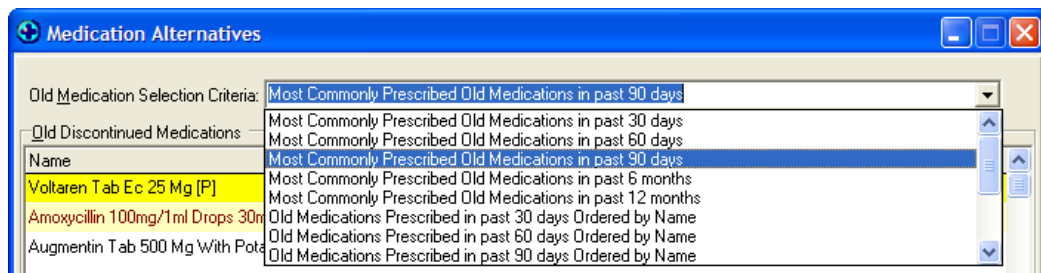 Medication Alternatives
Old Medication Selection Criteria: Most Commonly Prescribed Old Medications in past 90 days
Most Commonly Prescribed Old Medications in past 30 days
Most Commonly Prescribed Old Medications in past 60 days
Most Commonly Prescribed Old Medications in past 90 days
Most Commonly Prescribed Old Medications in past 6 months
Most Commonly Prescribed Old Medications in past 12 months
Old Medications Prescribed in past 30 days Ordered by Name
Old Medications Prescribed in past 60 days Ordered by Name
Old Medications Prescribed in past 90 days Ordered by Name
Old Discontinued Medications
Name
Voltaren Tab Ec 25 Mg [P]
Amoxycillin 100mg/1ml Drops
Augmentin Tab 500 Mg With